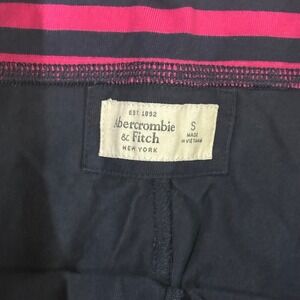 EST. 1892
Abercrombie
& Fitch
NEW YORK
S
MADE
IN VIETNAM